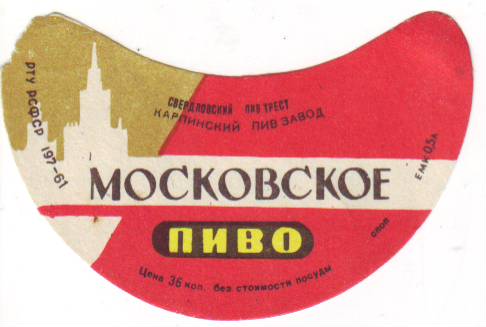 СВЕРДЛОВСКИЙ ПИВ ТРЕСТ
КАРПИНСКИЙ ПИВ ЗАВОД
РТУ РСФСР 197-61
ЕМК. 0,5Л
МОСКОВСКОЕ
ПИВО
спол
Цена 36 коп. без стоимости посуды